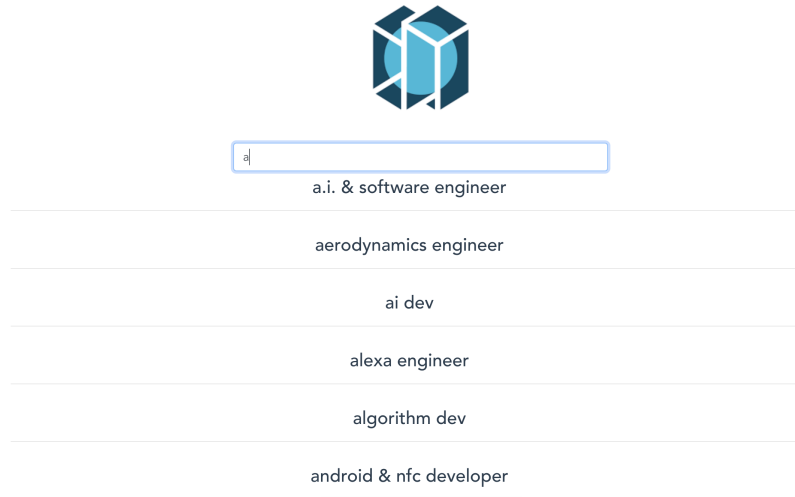 a
a.i. & software engineer
aerodynamics engineer
ai dev
alexa engineer
algorithm dev
android & nfc developer